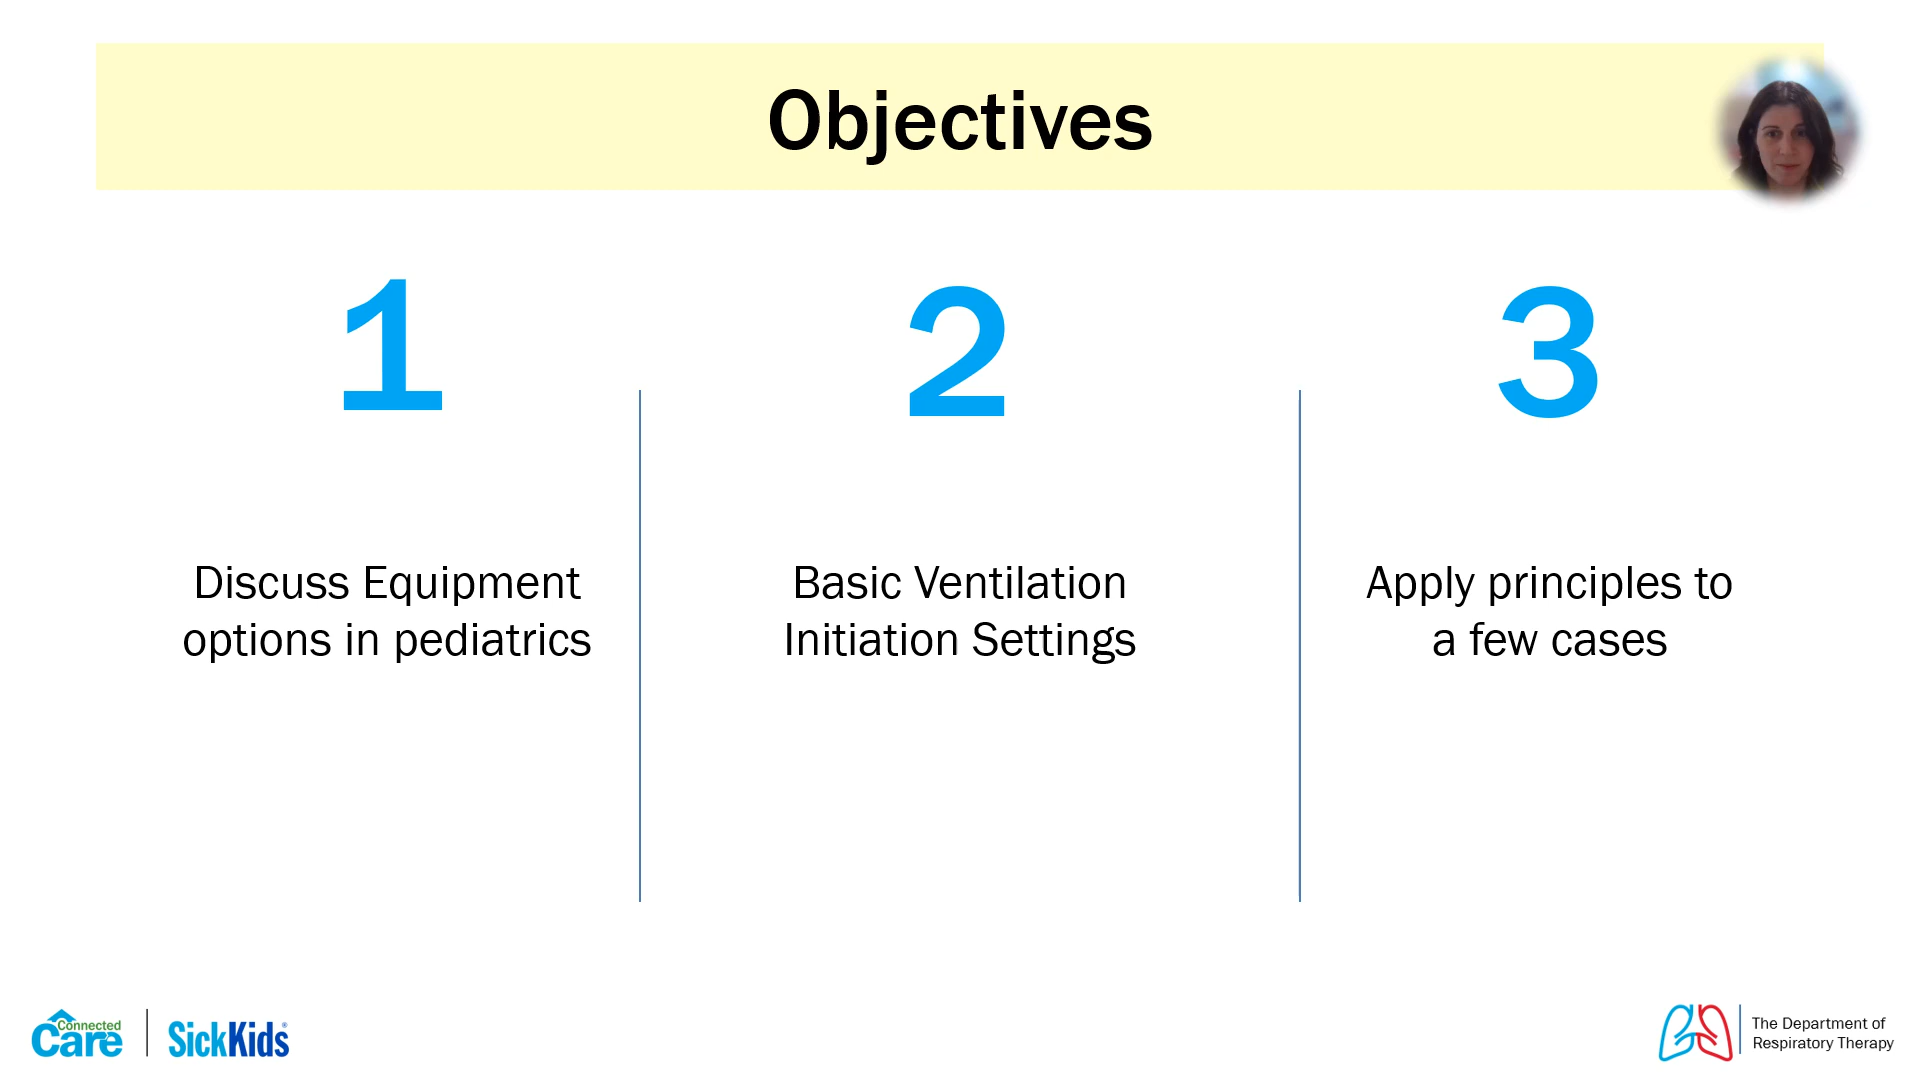 Objectives
1
2
3
Discuss Equipment
options in pediatrics
Basic Ventilation
Initiation Settings
Apply principles to
a few cases
Connected
Care
SickKids®
The Department of
Respiratory Therapy